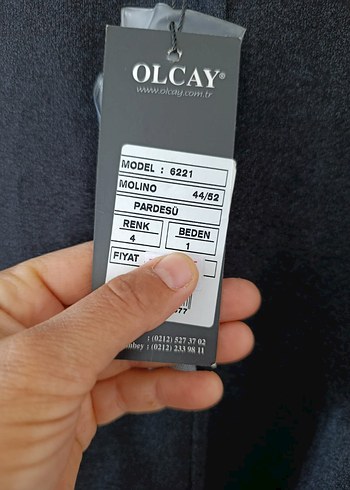 OLCAY®
www.olcay.com.tr
MODEL : 6221
MOLINO 44/52
PARDESÜ
RENK BEDEN
4 1
FIYAT
: (0212) 527 37 02
: (0212) 233 98 11